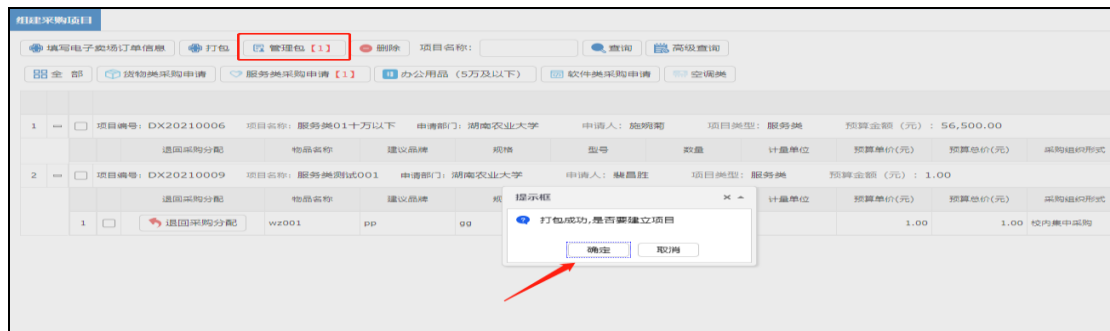 组建采购项目
填写电子卖场订单信息 打包 管理包【1】 删除 项目名称: 查询 高级查询
全 部 货物类采购申请 服务类采购申请【1】 办公用品（5万及以下） 软件类采购申请 空调类
1 项目编号: DX20210006 项目名称: 服务类01十万以下 申请部门: 湖南农业大学 申请人: 施婉菊 项目类型: 服务类 预算金额（元）: 56,500.00
退回采购分配 物品名称 建议品牌 规格 型号 数量 计量单位 预算单价(元) 预算总价(元) 采购组织形式
2 项目编号: DX20210009 项目名称: 服务类测试001 申请部门: 湖南农业大学 申请人: 裴昌胜 项目类型: 服务类 预算金额（元）: 1.00
退回采购分配 物品名称 建议品牌 计量单位 预算单价(元) 预算总价(元) 采购组织形式
1 退回采购分配 wz001 pp gg 1.00 1.00 校内集中采购
提示框
打包成功,是否要建立项目
确定 取消